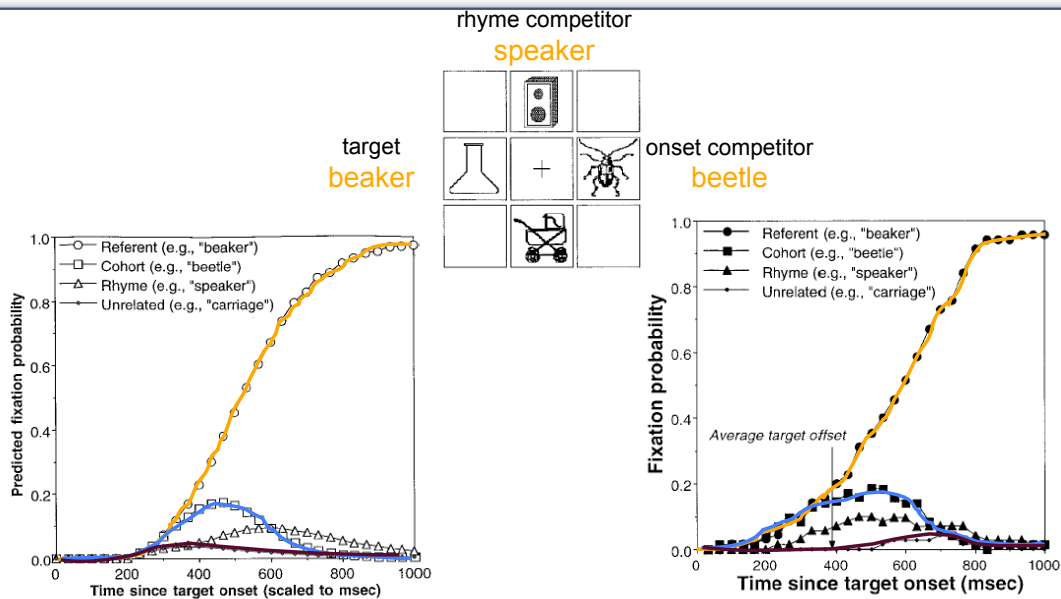 rhyme competitor
speaker
target
beaker
onset competitor
beetle
1.0
0.8
0.6
0.4
0.2
0.0
Predicted fixation probability
Referent (e.g., "beaker")
Cohort (e.g., "beetle")
Rhyme (e.g., "speaker")
Unrelated (e.g., "carriage")
0 200 400 600 800 1000
Time since target onset (scaled to msec)
1.0
0.8
0.6
0.4
0.2
0.0
Fixation probability
Referent (e.g., "beaker")
Cohort (e.g., "beetle")
Rhyme (e.g., "speaker")
Unrelated (e.g., "carriage")
Average target offset
0 200 400 600 800 1000
Time since target onset (msec)